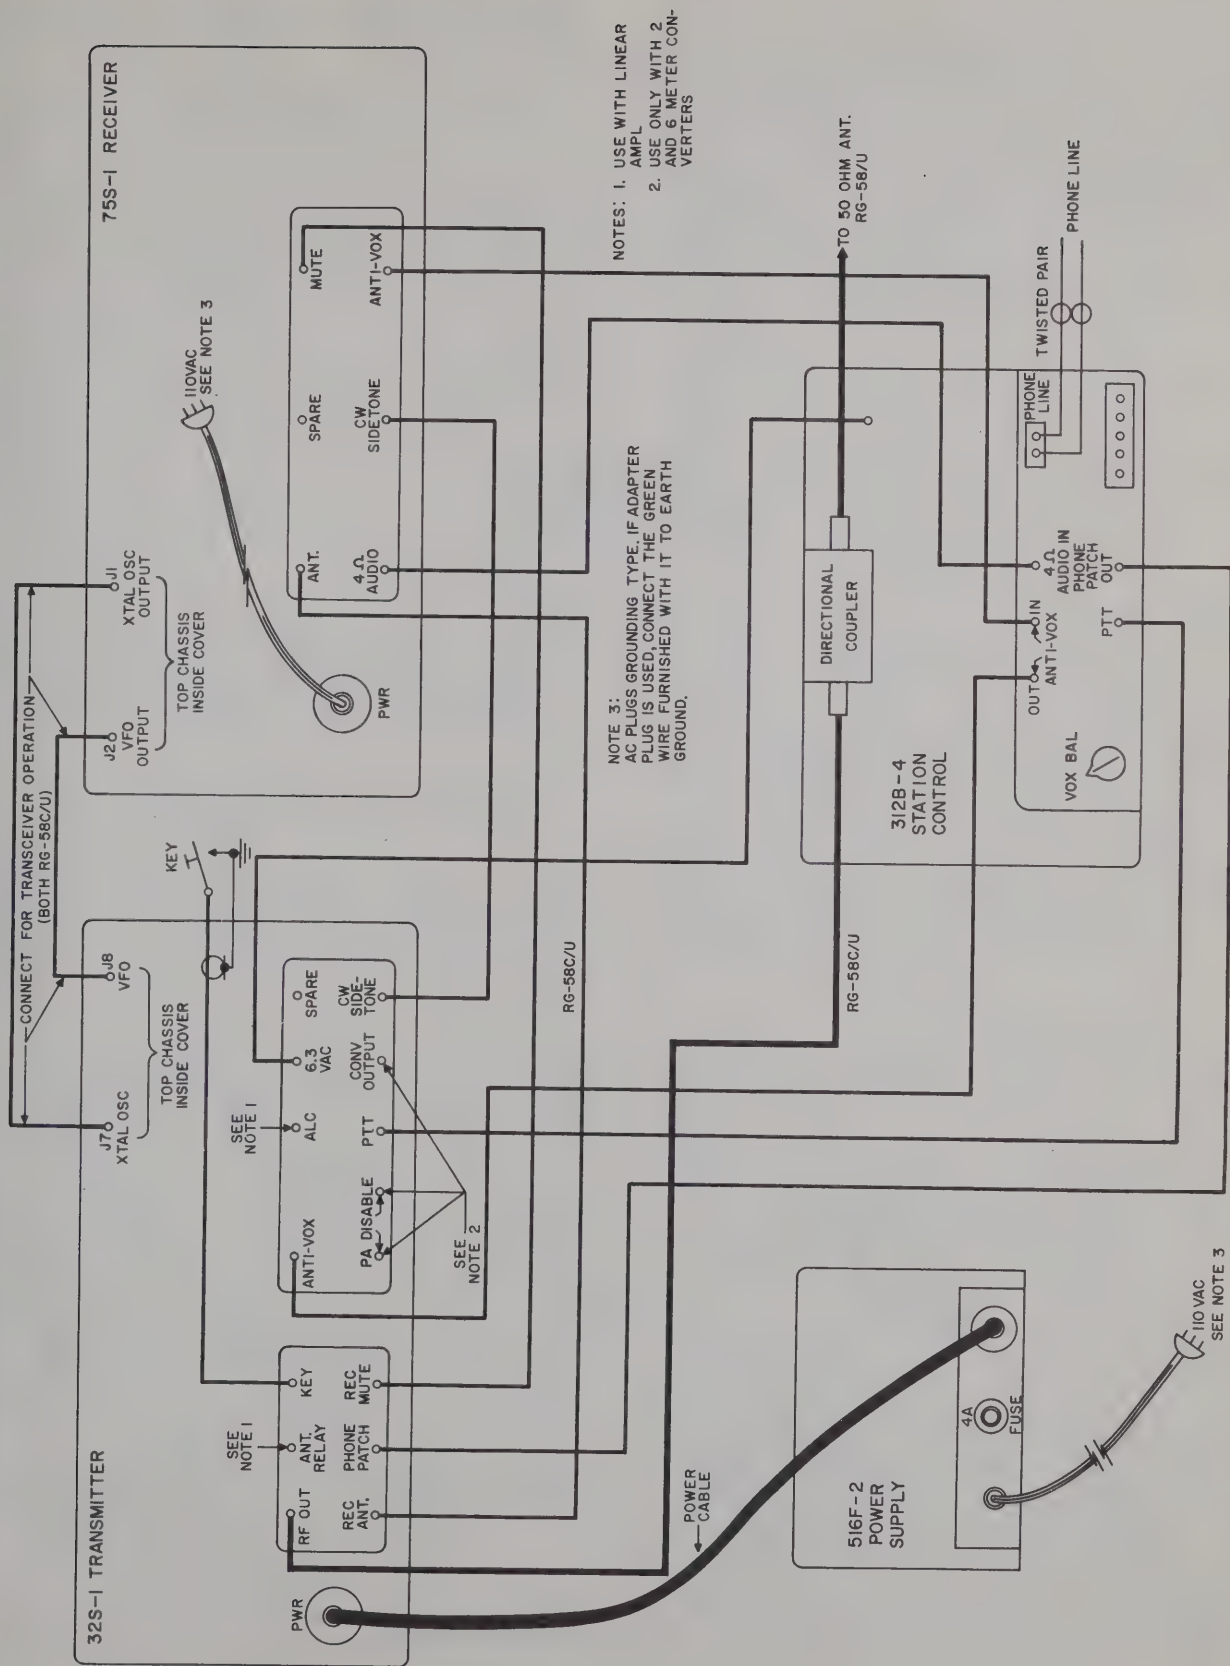 32S-1 TRANSMITTER
CONNECT FOR TRANSCEIVER OPERATION
(BOTH RG-58C/U)
J7
XTAL OSC
J8
VFO
TOP CHASSIS
INSIDE COVER
KEY
SEE
NOTE 1
RF OUT
ANT.
RELAY
KEY
REC
ANT.
PHONE
PATCH
REC
MUTE
PWR
SEE
NOTE 1
ANTI-VOX
ALC
6.3
VAC
SPARE
PA DISABLE
PTT
CONV
OUTPUT
CW
SIDE-
TONE
SEE
NOTE 2
75S-1 RECEIVER
J2
VFO
OUTPUT
J1
XTAL OSC
OUTPUT
TOP CHASSIS
INSIDE COVER
110VAC
SEE NOTE 3
PWR
ANT.
SPARE
MUTE
4 Ω
AUDIO
CW
SIDETONE
ANTI-VOX
RG-58C/U
NOTE 3:
AC PLUGS GROUNDING TYPE. IF ADAPTER
PLUG IS USED, CONNECT THE GREEN
WIRE FURNISHED WITH IT TO EARTH
GROUND.
NOTES: 1. USE WITH LINEAR
AMPL
2. USE ONLY WITH 2
AND 6 METER CON-
VERTERS
POWER
CABLE
516F-2
POWER
SUPPLY
4A
FUSE
110 VAC
SEE NOTE 3
RG-58C/U
312B-4
STATION
CONTROL
DIRECTIONAL
COUPLER
TO 50 OHM ANT.
RG-58/U
VOX BAL
OUT
IN
ANTI-VOX
4 Ω
AUDIO IN
PHONE
PATCH
OUT
PTT
PHONE
LINE
TWISTED PAIR
PHONE LINE